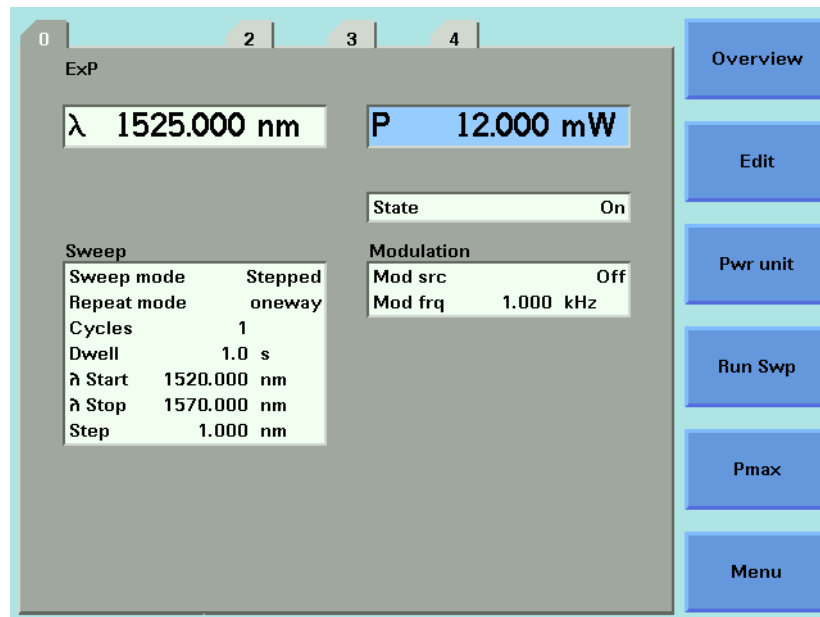 0 2 3 4
ExP
λ 1525.000 nm
P 12.000 mW
State On
Sweep
Sweep mode Stepped
Repeat mode oneway
Cycles 1
Dwell 1.0 s
λ Start 1520.000 nm
λ Stop 1570.000 nm
Step 1.000 nm
Modulation
Mod src Off
Mod frq 1.000 kHz
Overview
Edit
Pwr unit
Run Swp
Pmax
Menu